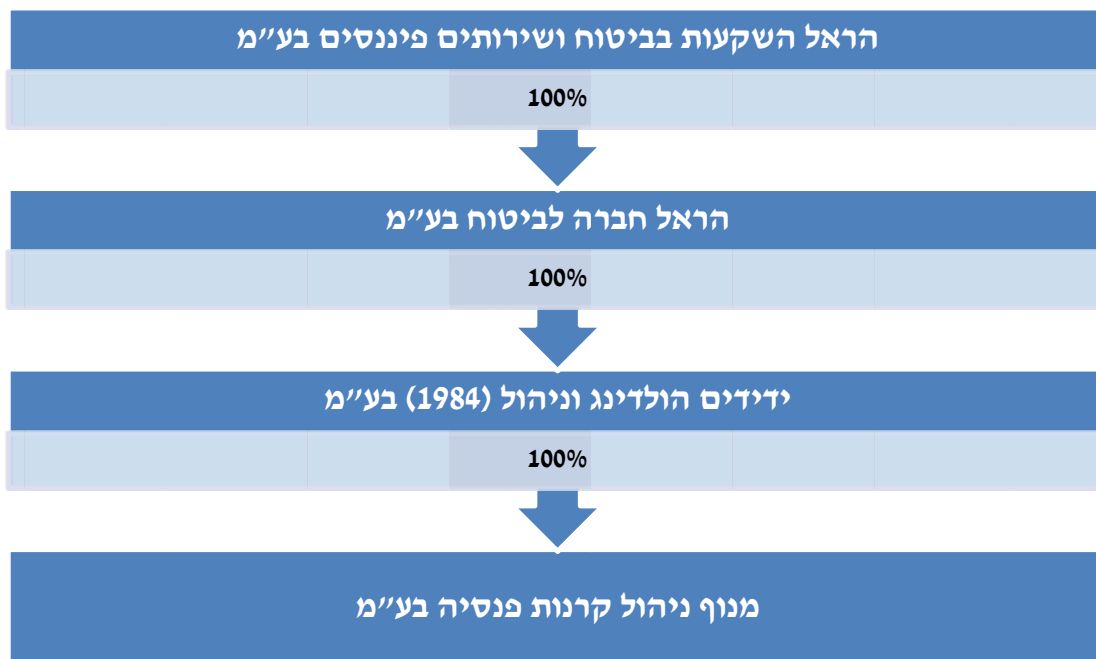 הראל השקעות בביטוח ושירותים פיננסים בע״מ
100%
הראל חברה לביטוח בע״מ
100%
ידידים הולדינג וניהול (1984) בע״מ
100%
מנוף ניהול קרנות פנסיה בע״מ